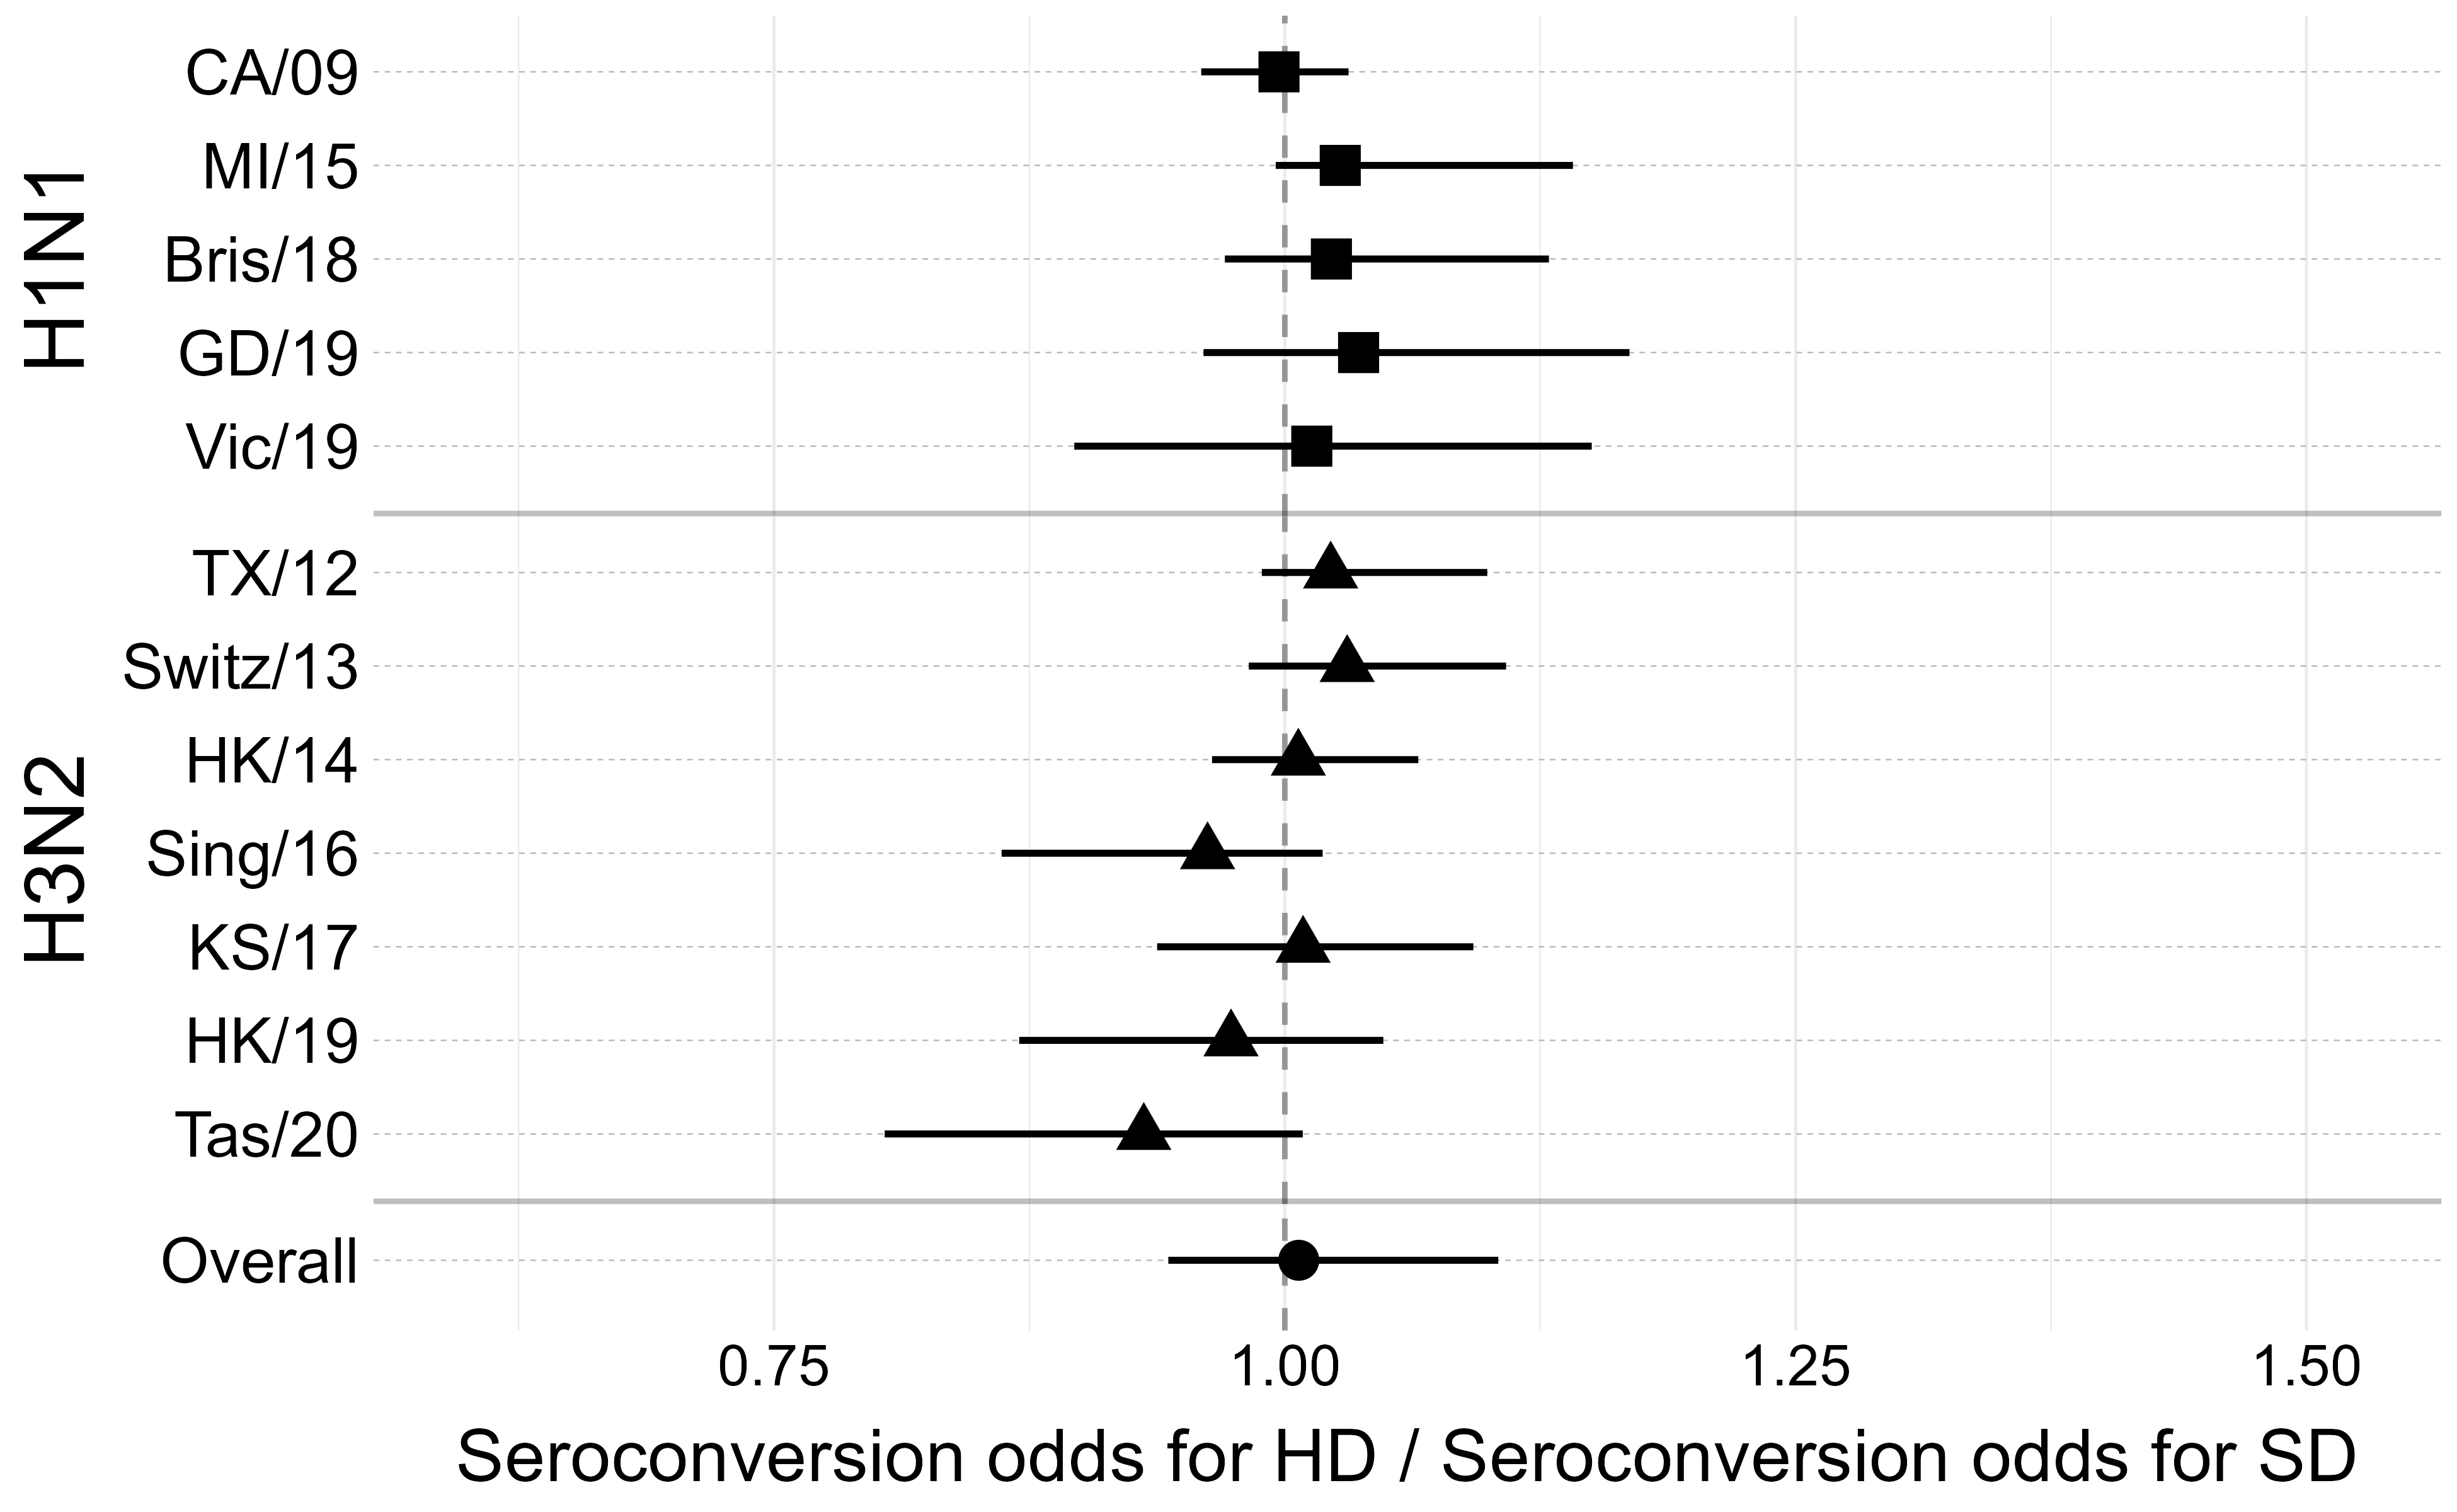 H1N1
CA/09
MI/15
Bris/18
GD/19
Vic/19
H3N2
TX/12
Switz/13
HK/14
Sing/16
KS/17
HK/19
Tas/20
Overall
0.75 1.00 1.25 1.50
Seroconversion odds for HD / Seroconversion odds for SD